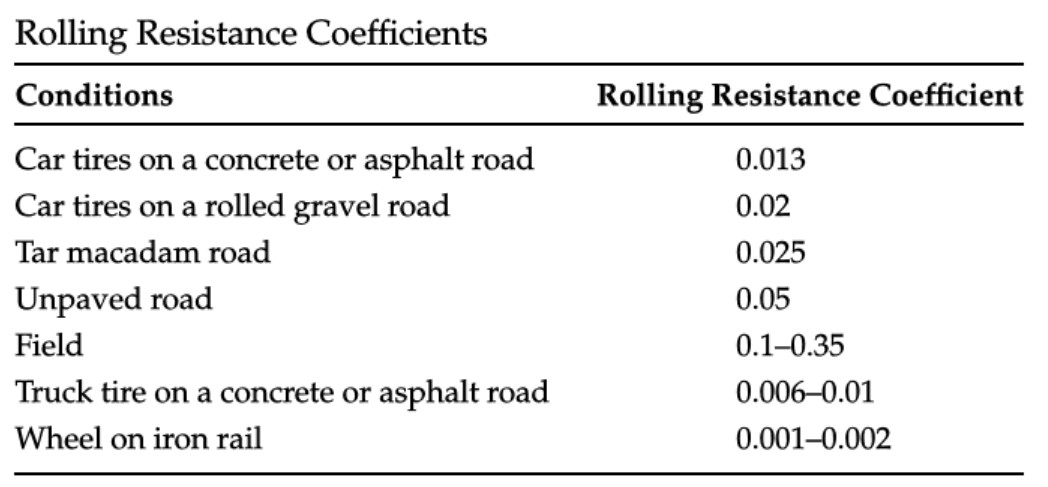 Rolling Resistance Coefficients
Conditions Rolling Resistance Coefficient
Car tires on a concrete or asphalt road 0.013
Car tires on a rolled gravel road 0.02
Tar macadam road 0.025
Unpaved road 0.05
Field 0.1–0.35
Truck tire on a concrete or asphalt road 0.006–0.01
Wheel on iron rail 0.001–0.002